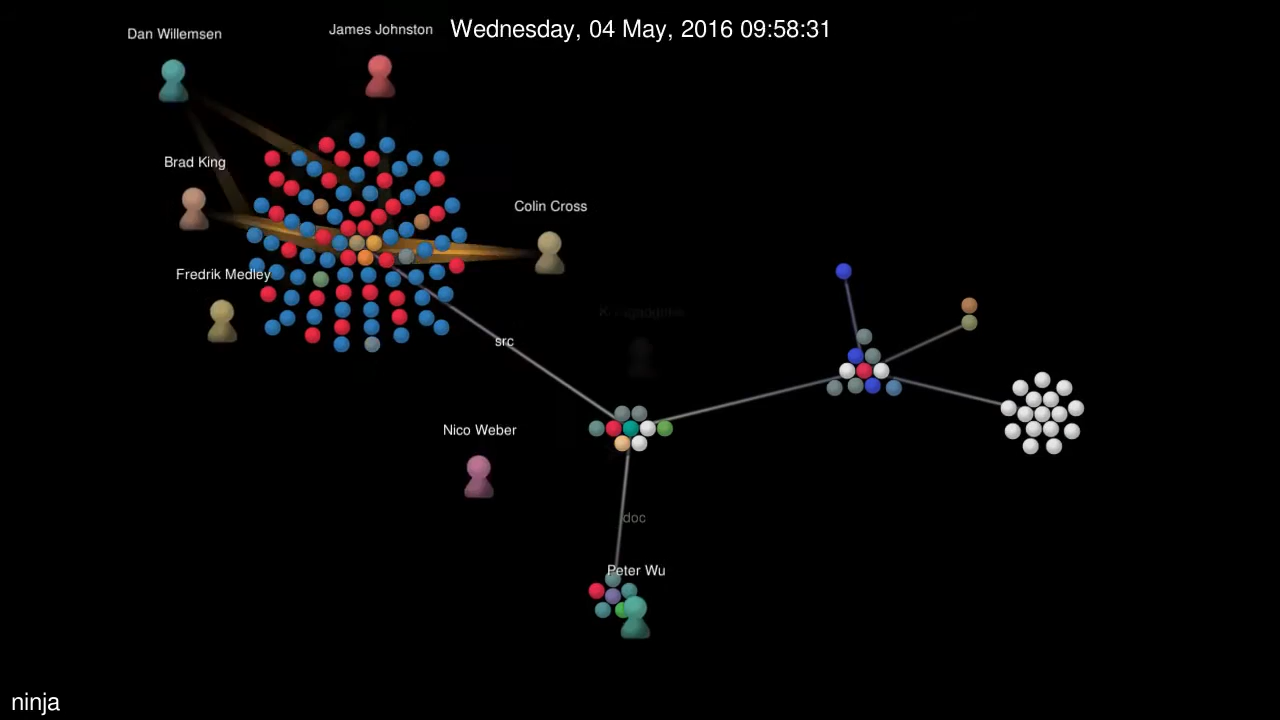 Wednesday, 04 May, 2016 09:58:31
James Johnston
Dan Willemsen
Brad King
Colin Cross
Fredrik Medley
src
Nico Weber
doc
Peter Wu
ninja